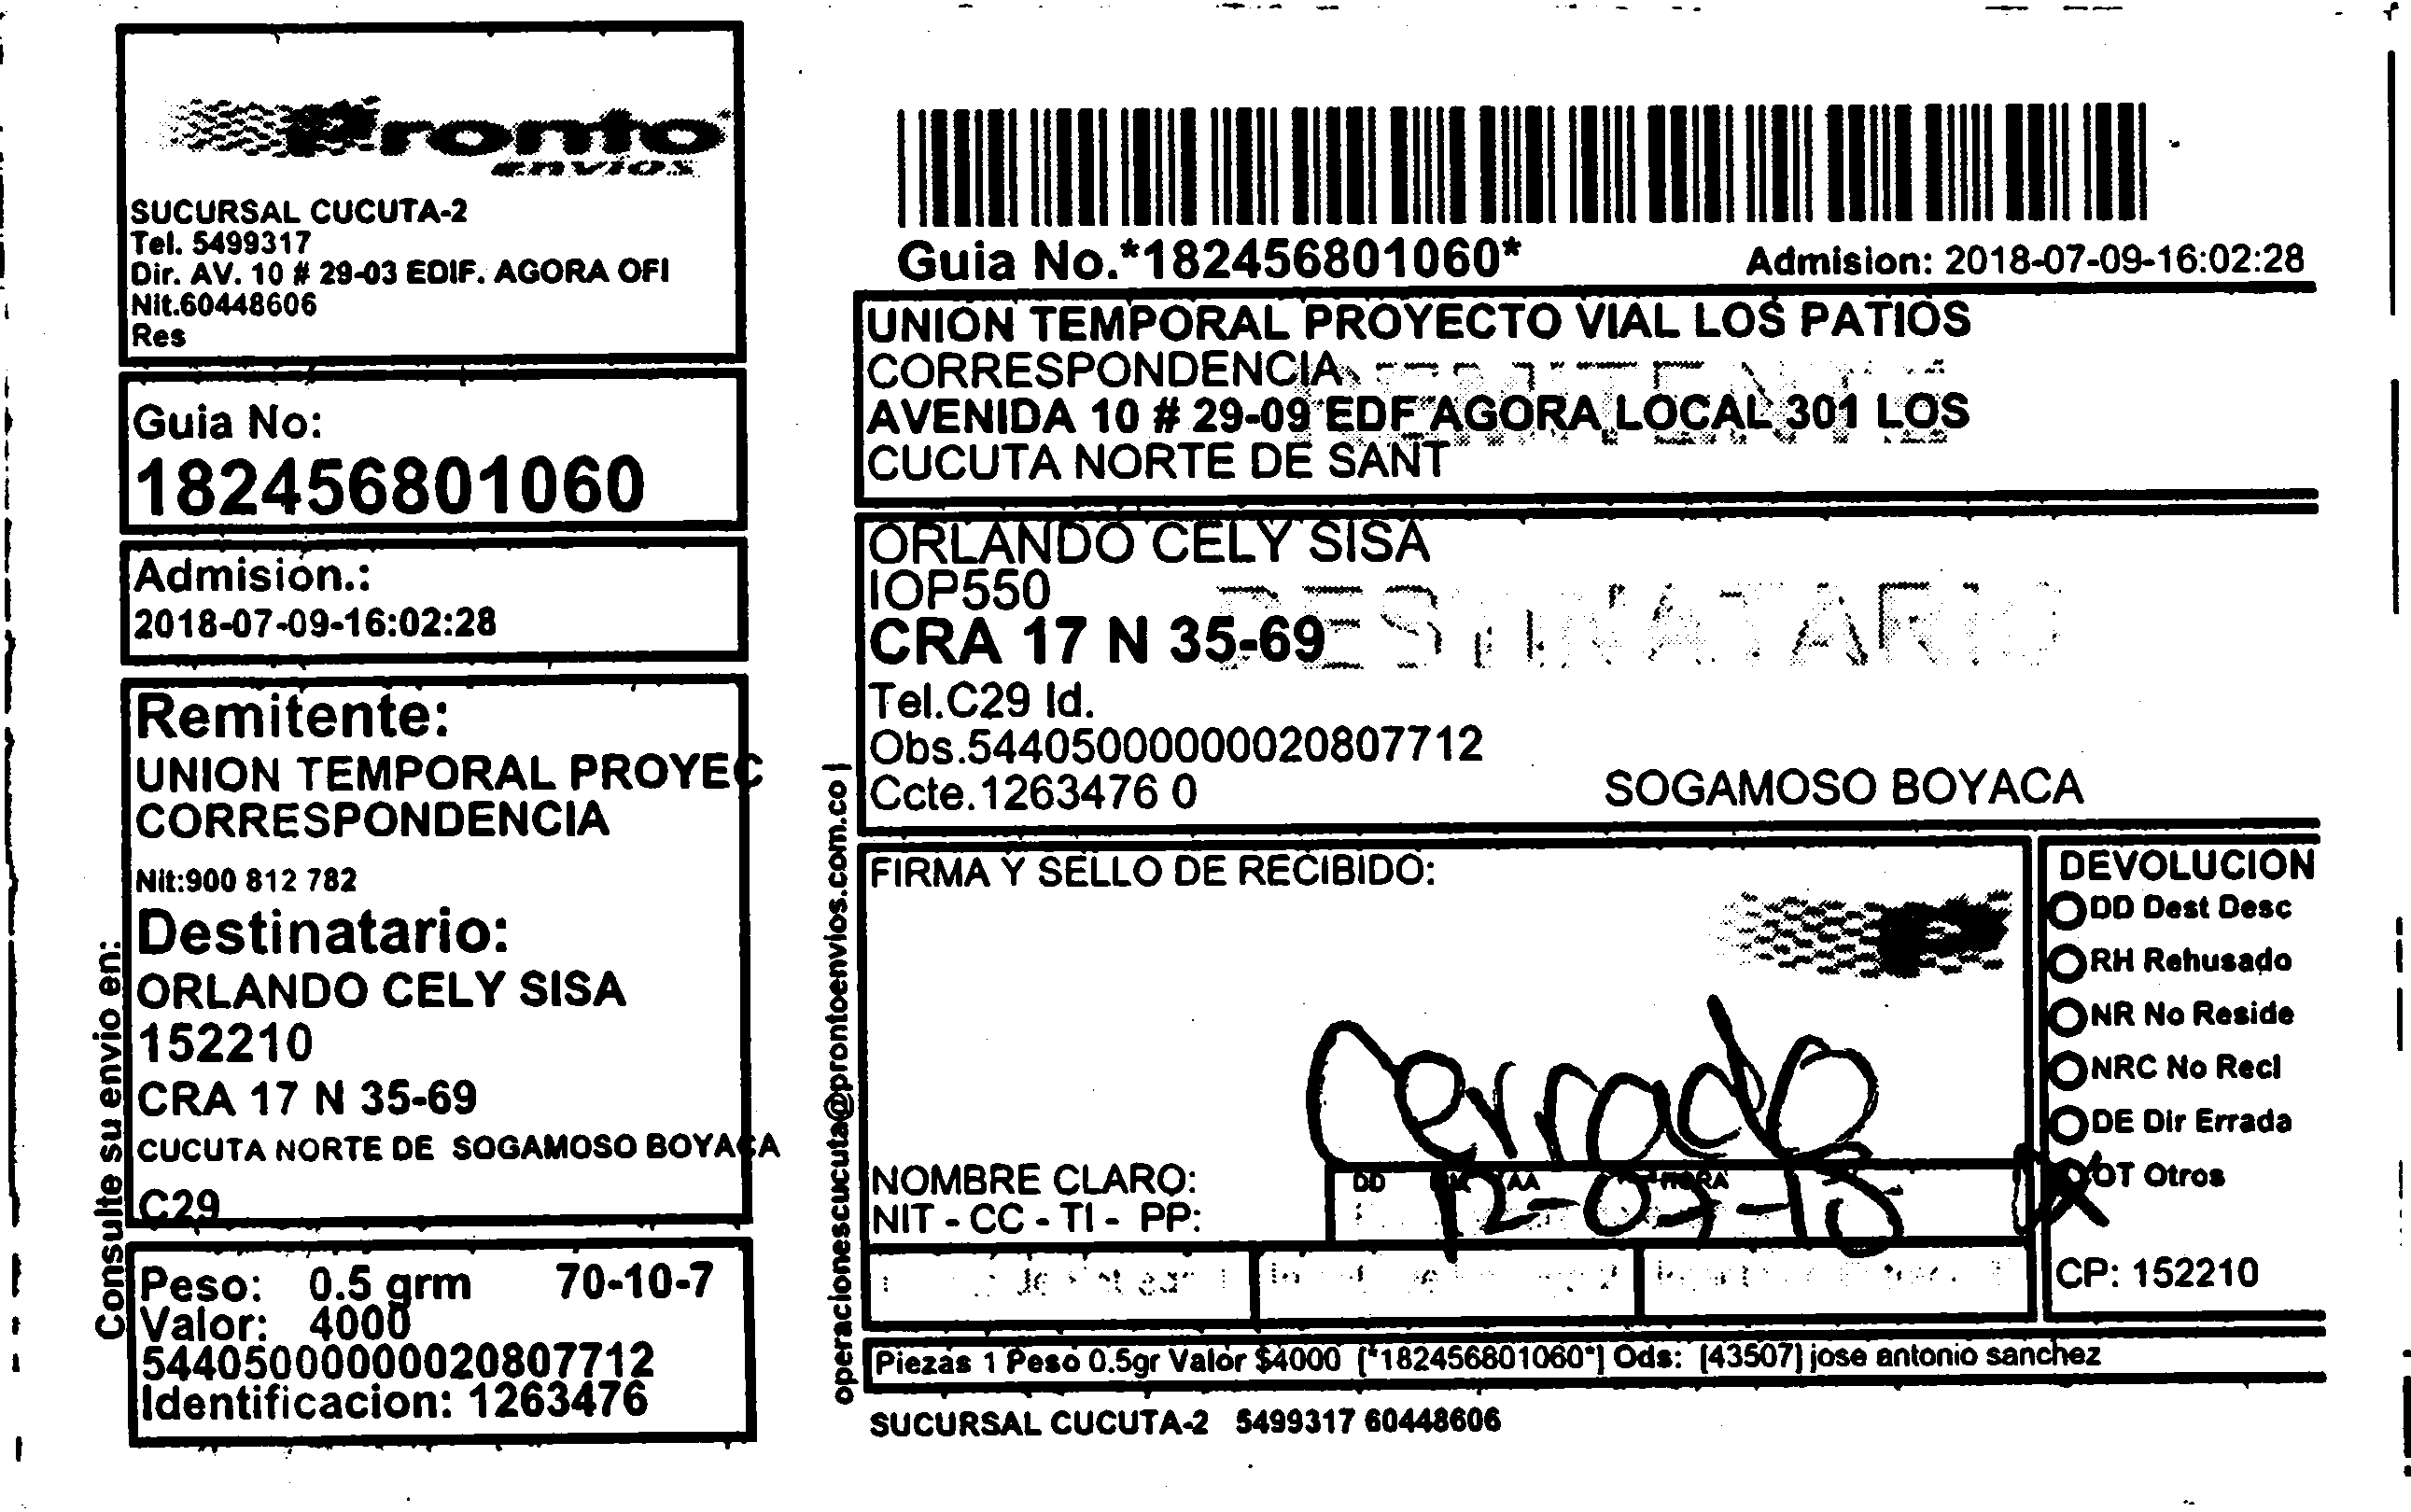 Pronto
envíos
SUCURSAL CUCUTA-2
Tel. 5499317
Dir. AV. 10 # 29-03 EDIF. AGORA OFI
Nit.60448606
Res
Guia No:
182456801060
Admisión.:
2018-07-09-16:02:28
Remitente:
UNION TEMPORAL PROYEC
CORRESPONDENCIA
Nit:900 812 782
Destinatario:
ORLANDO CELY SISA
152210
CRA 17 N 35-69
CUCUTA NORTE DE SOGAMOSO BOYACA
C29
Peso: 0.5 grm 70-10-7
Valor: 4000
544050000000020807712
Identificacion: 1263476
Consulte su envio en:
operacionescucuta@prontoenvios.com.co
Guia No.*182456801060*
Admision: 2018-07-09-16:02:28
UNION TEMPORAL PROYECTO VIAL LOS PATIOS
CORRESPONDENCIA
AVENIDA 10 # 29-09 EDF AGORA LOCAL 301 LOS
CUCUTA NORTE DE SANT
ORLANDO CELY SISA
IOP550
CRA 17 N 35-69
DESTINATARIO
Tel.C29 Id.
Obs.544050000000020807712
Ccte.1263476 0
SOGAMOSO BOYACA
FIRMA Y SELLO DE RECIBIDO:
Cerrado
NOMBRE CLARO:
NIT - CC - TI - PP:
DD AA HORA
12-07-18
DEVOLUCION
DD Dest Desc
RH Rehusado
NR No Reside
NRC No Recl
DE Dir Errada
OT Otros
CP: 152210
Piezas 1 Peso 0.5gr Valor $4000 [*182456801060*] Ods: [43507] jose antonio sanchez
SUCURSAL CUCUTA-2 5499317 60448606